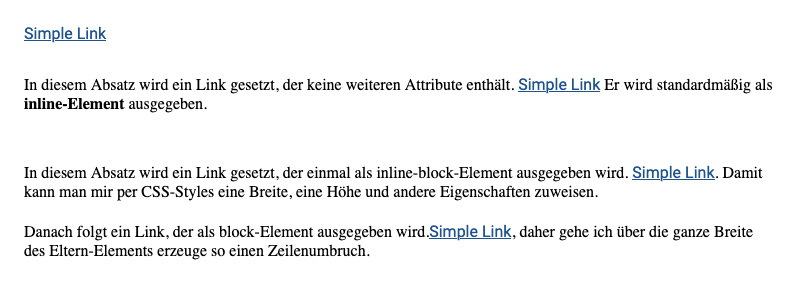 Simple Link
In diesem Absatz wird ein Link gesetzt, der keine weiteren Attribute enthält. Simple Link Er wird standardmäßig als
inline-Element ausgegeben.
In diesem Absatz wird ein Link gesetzt, der einmal als inline-block-Element ausgegeben wird. Simple Link. Damit
kann man mir per CSS-Styles eine Breite, eine Höhe und andere Eigenschaften zuweisen.
Danach folgt ein Link, der als block-Element ausgegeben wird.Simple Link, daher gehe ich über die ganze Breite
des Eltern-Elements erzeuge so einen Zeilenumbruch.